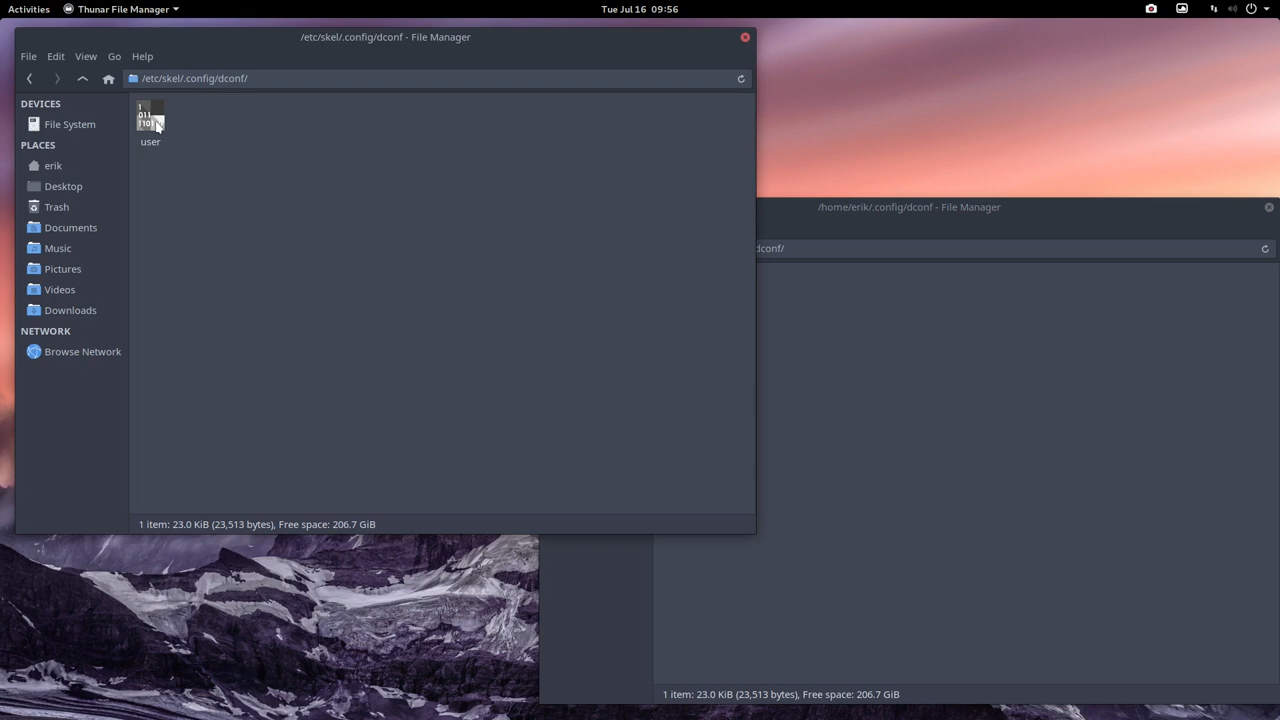 Activities Thunar File Manager Tue Jul 16 09:56
/etc/skel/.config/dconf - File Manager
File Edit View Go Help
/etc/skel/.config/dconf/
DEVICES
File System
PLACES
erik
Desktop
Trash
Documents
Music
Pictures
Videos
Downloads
NETWORK
Browse Network
1
011
1101
user
1 item: 23.0 KiB (23,513 bytes), Free space: 206.7 GiB
/home/erik/.config/dconf - File Manager
dconf/
1 item: 23.0 KiB (23,513 bytes), Free space: 206.7 GiB